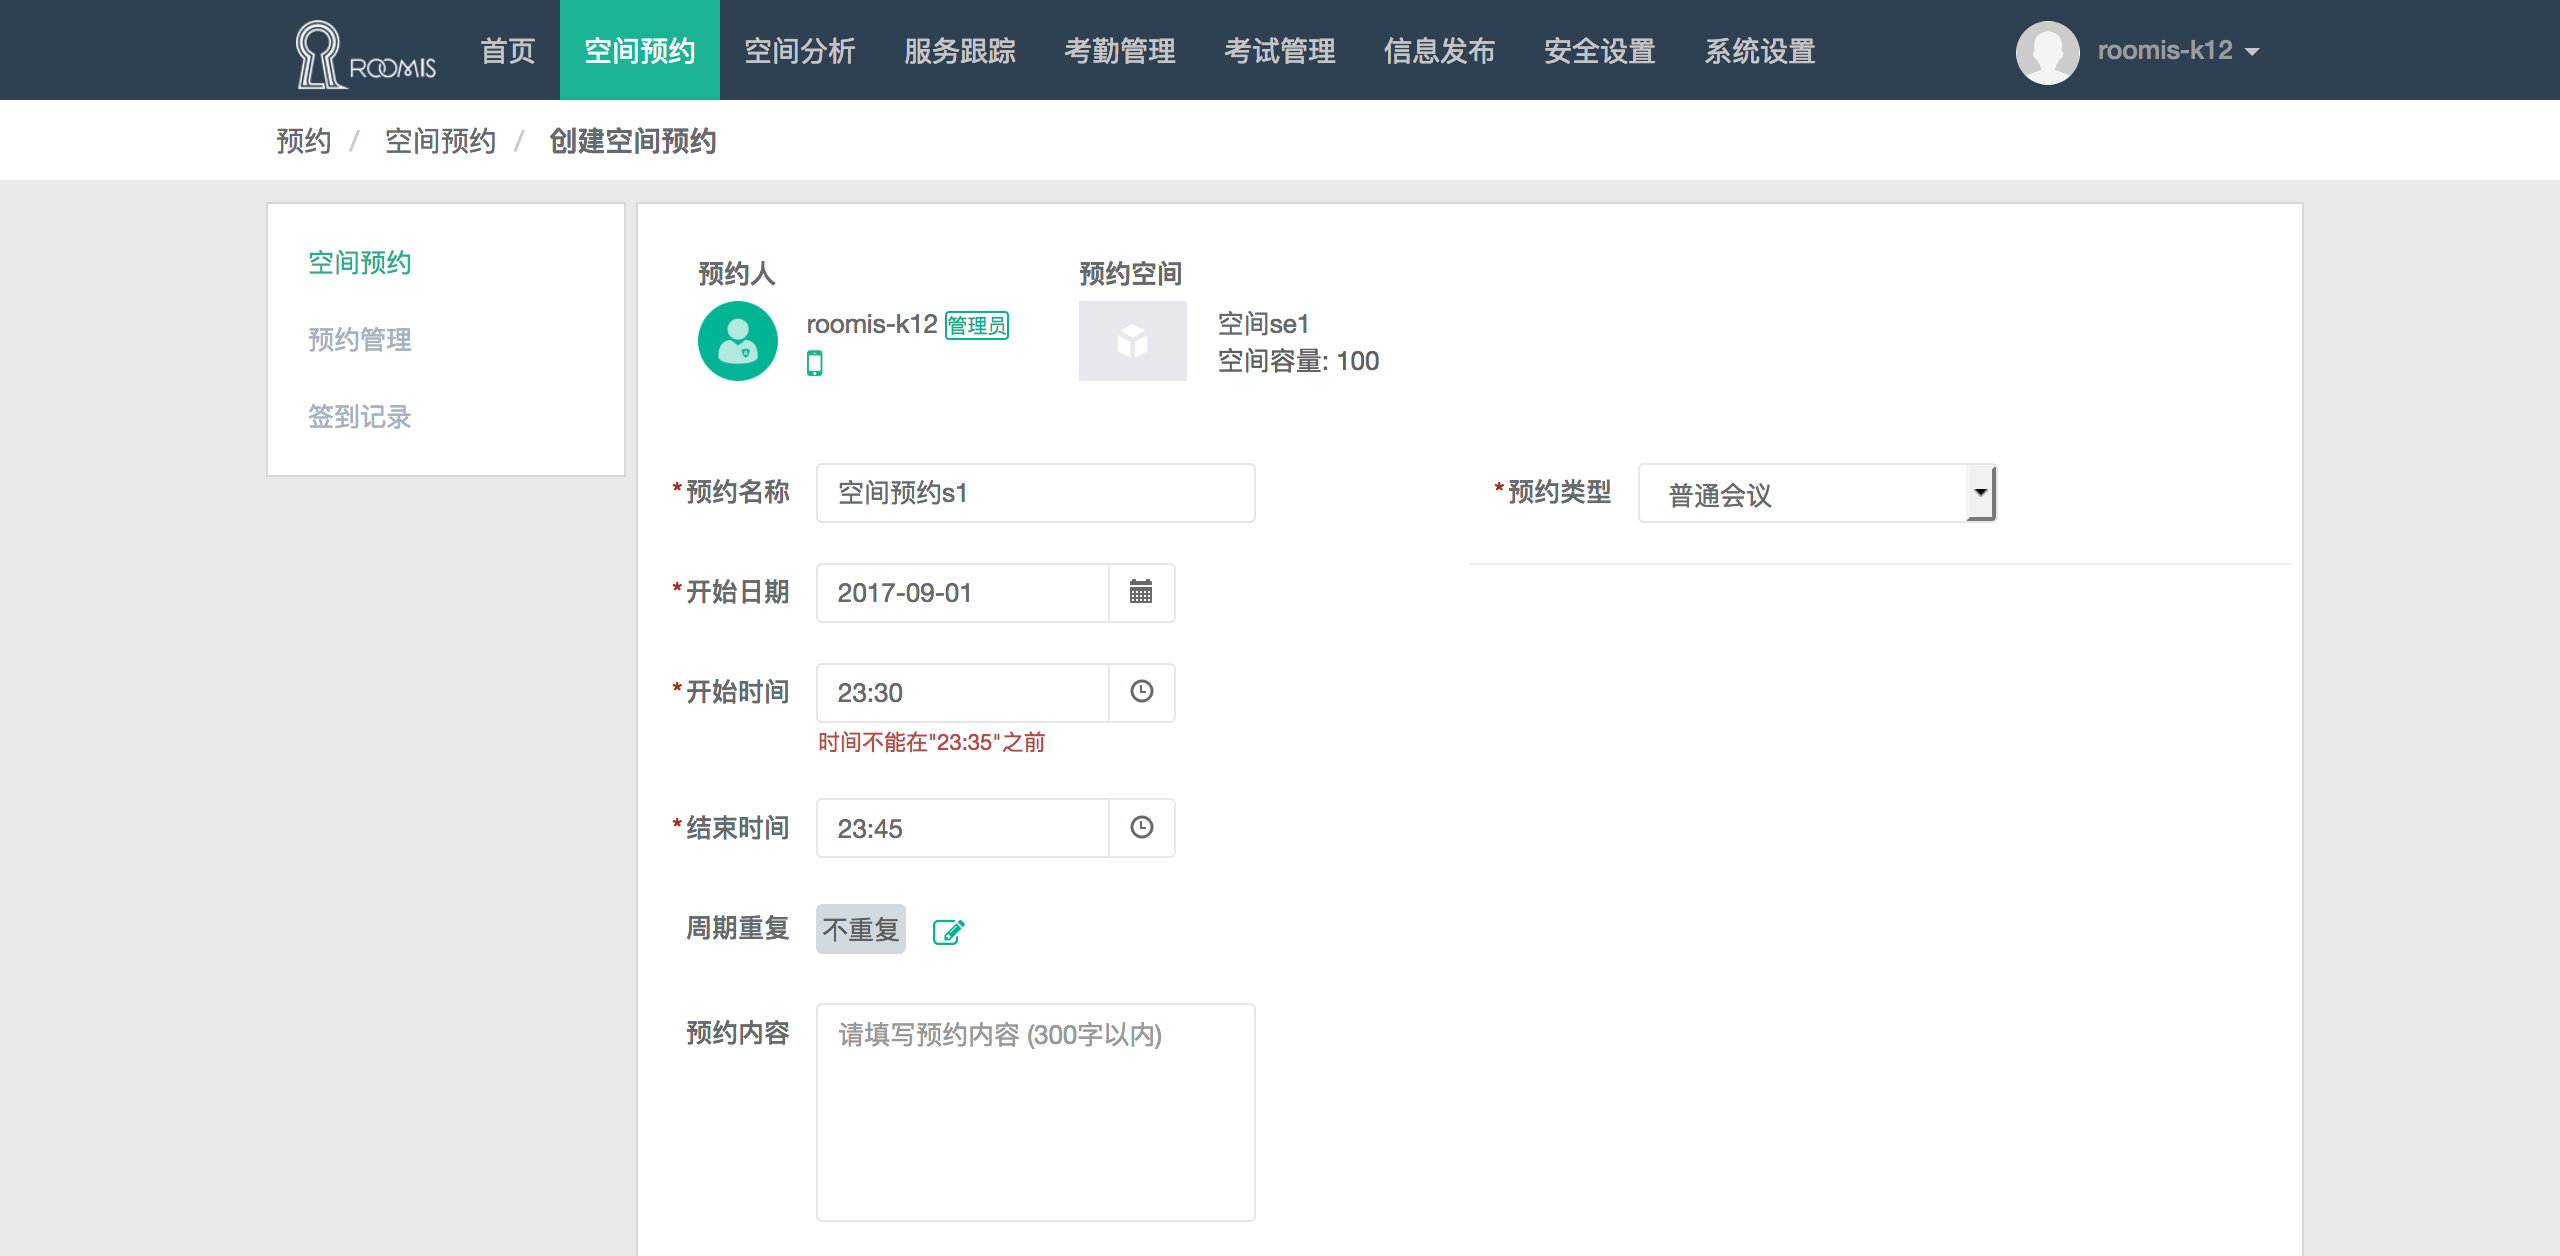 ROOMIS 首页 空间预约 空间分析 服务跟踪 考勤管理 考试管理 信息发布 安全设置 系统设置 roomis-k12
预约 / 空间预约 / 创建空间预约
空间预约
预约管理
签到记录
预约人
roomis-k12 管理员
预约空间
空间se1
空间容量: 100
*预约名称 空间预约s1
*预约类型 普通会议
*开始日期 2017-09-01
*开始时间 23:30
时间不能在"23:35"之前
*结束时间 23:45
周期重复 不重复
预约内容 请填写预约内容 (300字以内)